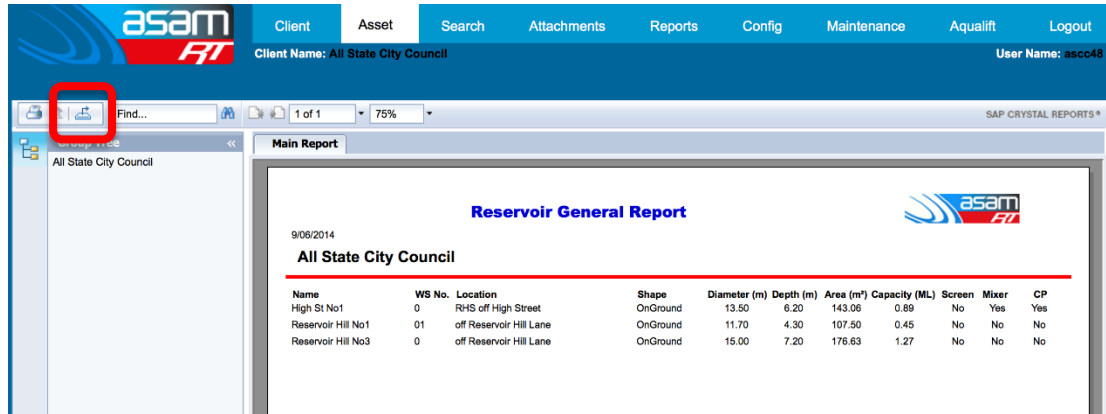 asam
RT
Client Asset Search Attachments Reports Config Maintenance Aqualift Logout
Client Name: All State City Council User Name: ascc48
Find... 1 of 1 75% SAP CRYSTAL REPORTS®
Group Tree «
Main Report
All State City Council
Reservoir General Report
asam
RT
9/06/2014
All State City Council
Name WS No. Location Shape Diameter (m) Depth (m) Area (m²) Capacity (ML) Screen Mixer CP
High St No1 0 RHS off High Street OnGround 13.50 6.20 143.06 0.89 No Yes Yes
Reservoir Hill No1 01 off Reservoir Hill Lane OnGround 11.70 4.30 107.50 0.45 No No No
Reservoir Hill No3 0 off Reservoir Hill Lane OnGround 15.00 7.20 176.63 1.27 No No No